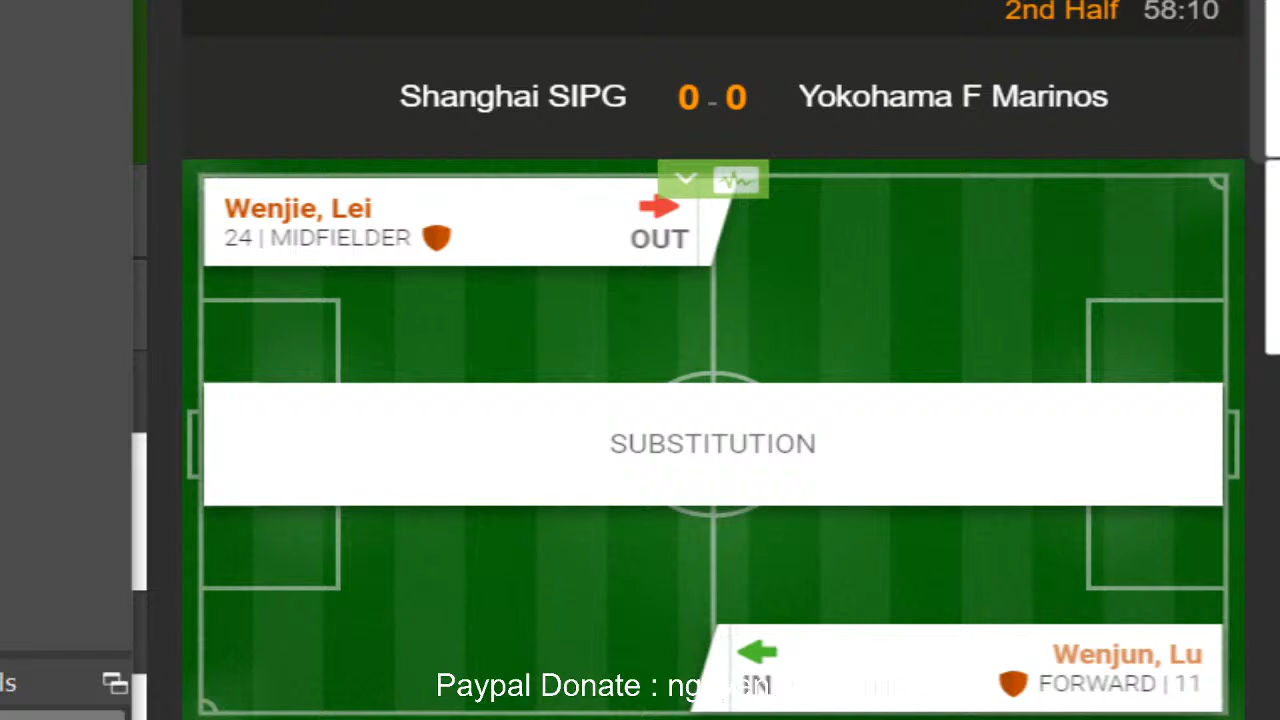 2nd Half 58:10
Shanghai SIPG 0 - 0 Yokohama F Marinos
Wenjie, Lei
24 | MIDFIELDER
OUT
SUBSTITUTION
Wenjun, Lu
FORWARD | 11
ls
Paypal Donate :